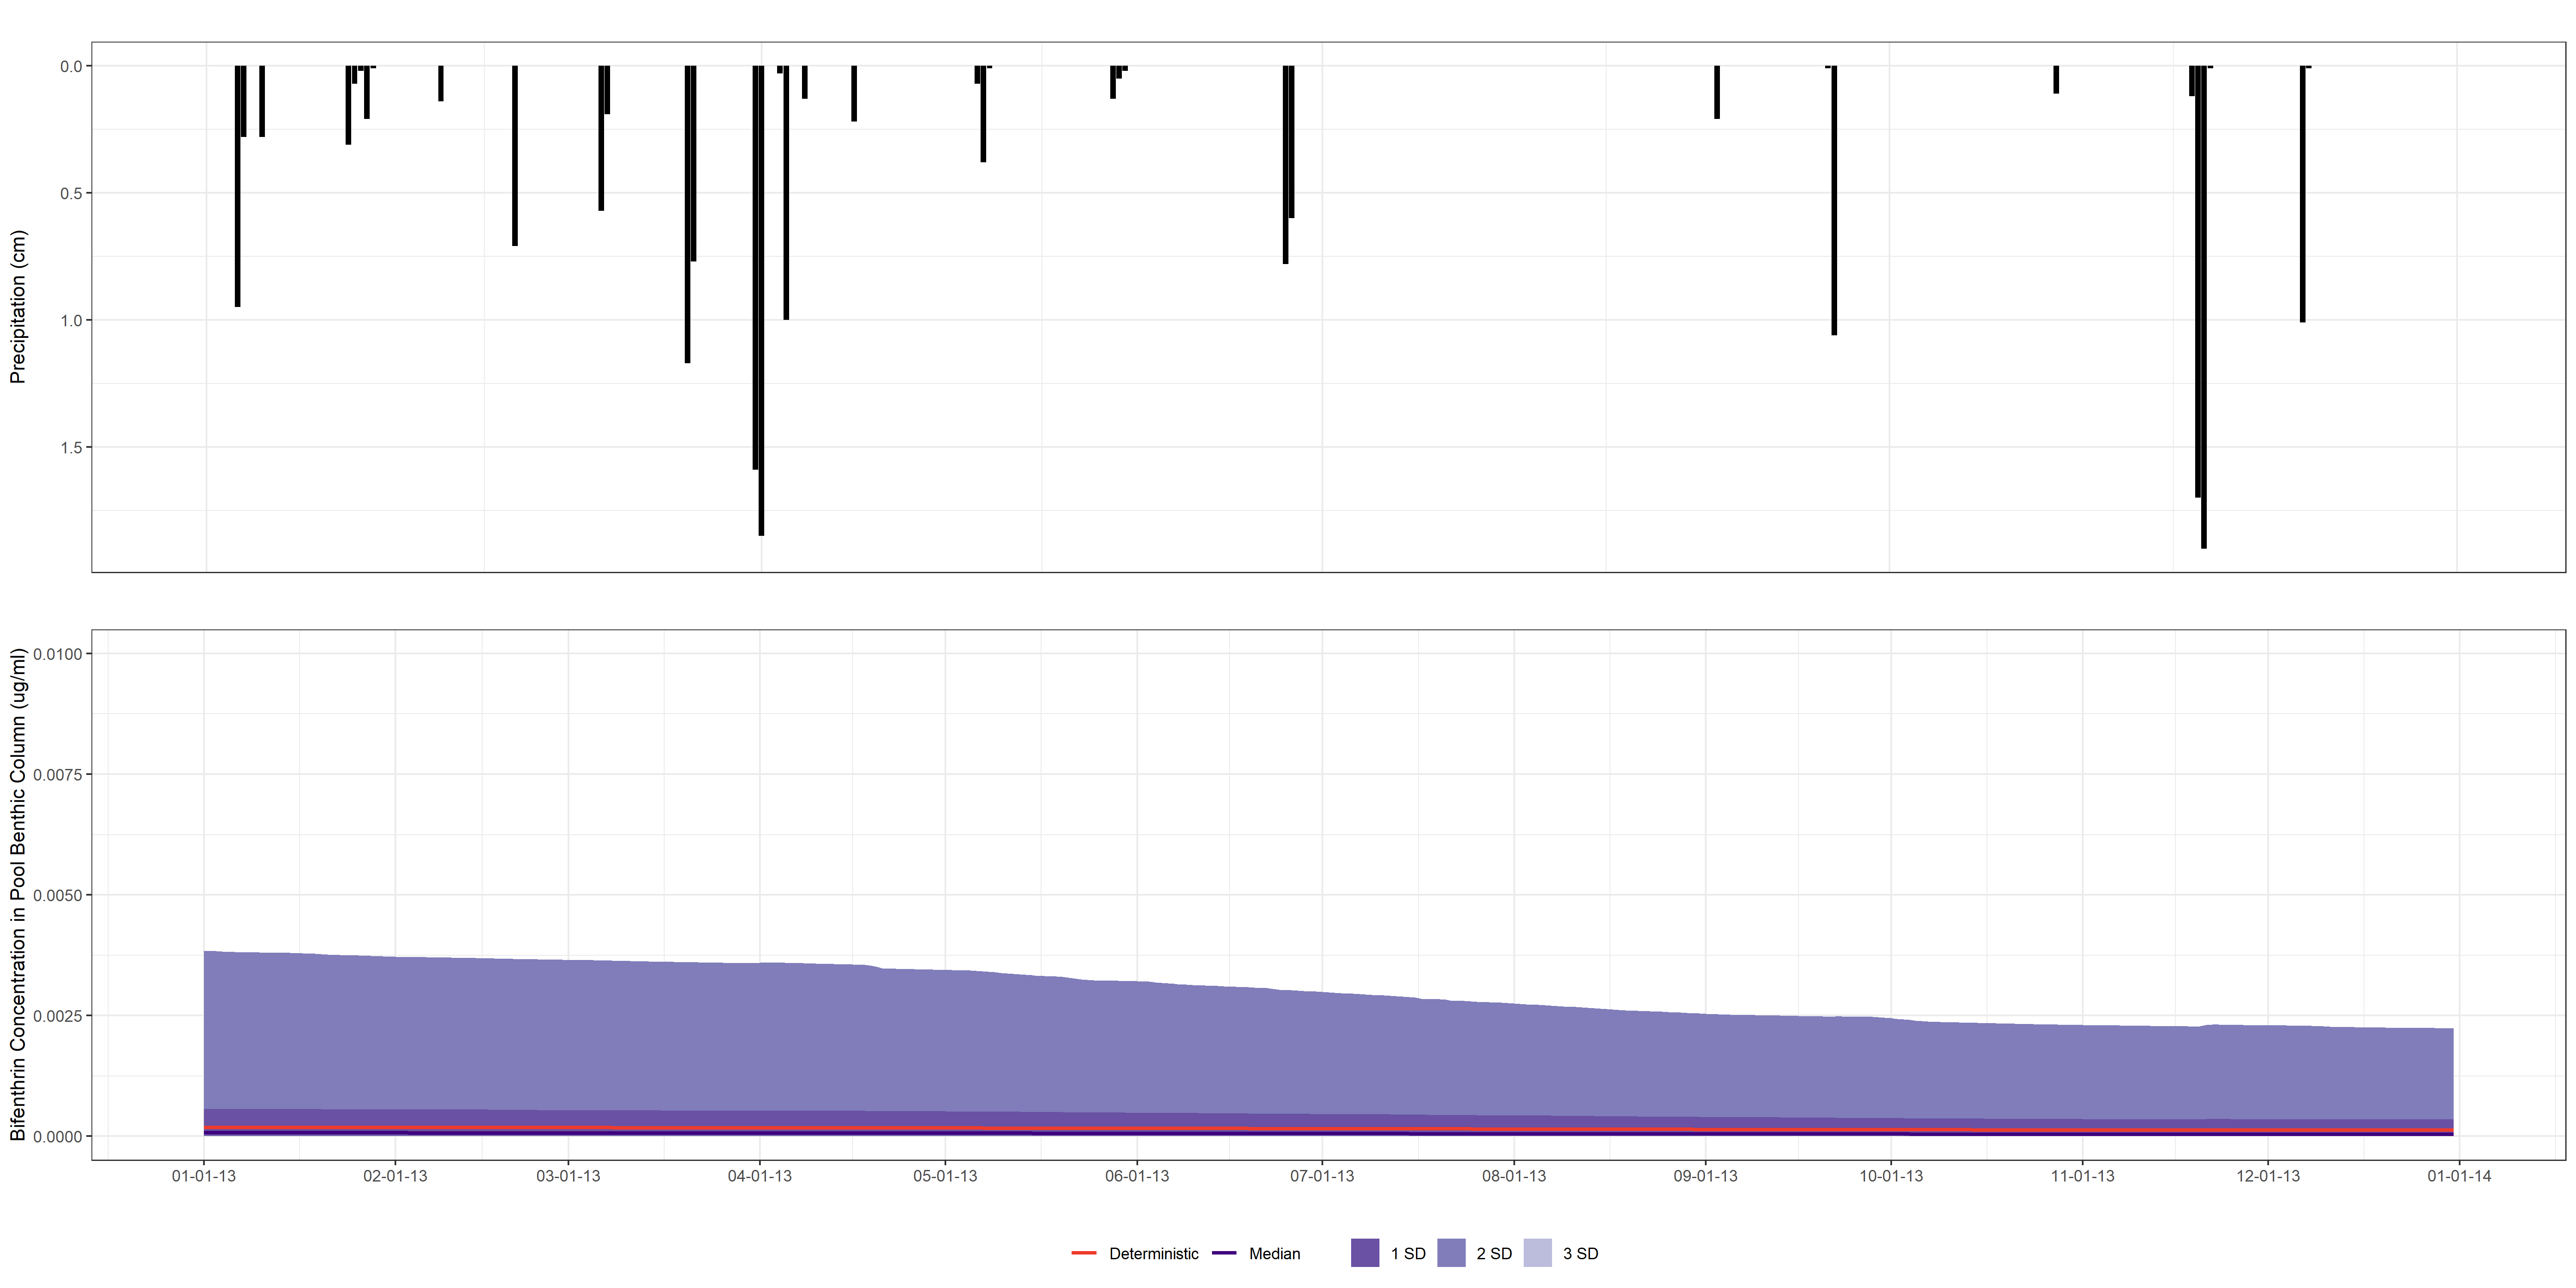 Precipitation (cm)
0.0
0.5
1.0
1.5
Bifenthrin Concentration in Pool Benthic Column (ug/ml)
0.0100
0.0075
0.0050
0.0025
0.0000
01-01-13 02-01-13 03-01-13 04-01-13 05-01-13 06-01-13 07-01-13 08-01-13 09-01-13 10-01-13 11-01-13 12-01-13 01-01-14
Deterministic Median 1 SD 2 SD 3 SD